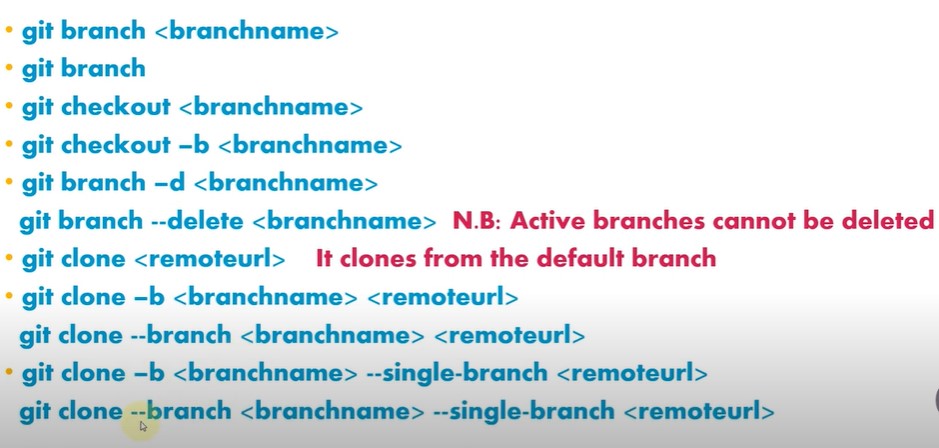 • git branch <branchname>
• git branch
• git checkout <branchname>
• git checkout –b <branchname>
• git branch –d <branchname>
git branch --delete <branchname> N.B: Active branches cannot be deleted
• git clone <remoteurl> It clones from the default branch
• git clone –b <branchname> <remoteurl>
git clone --branch <branchname> <remoteurl>
• git clone –b <branchname> --single-branch <remoteurl>
git clone --branch <branchname> --single-branch <remoteurl>